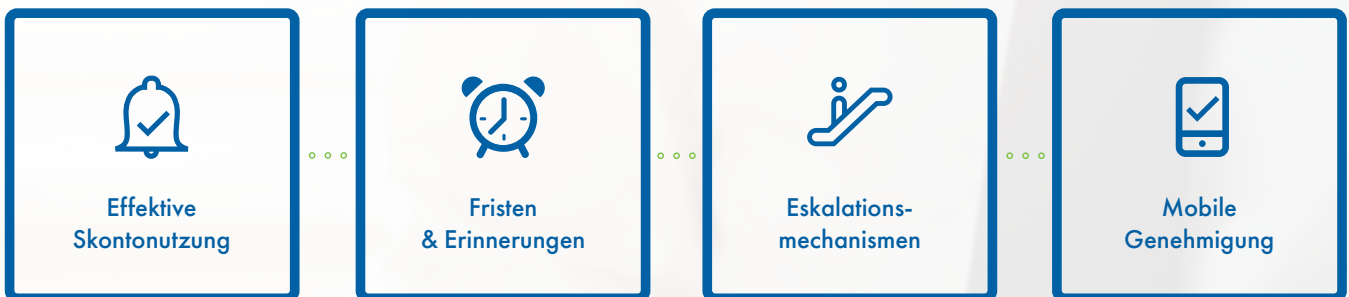 Effektive
Skontonutzung
Fristen
& Erinnerungen
Eskalations-
mechanismen
Mobile
Genehmigung